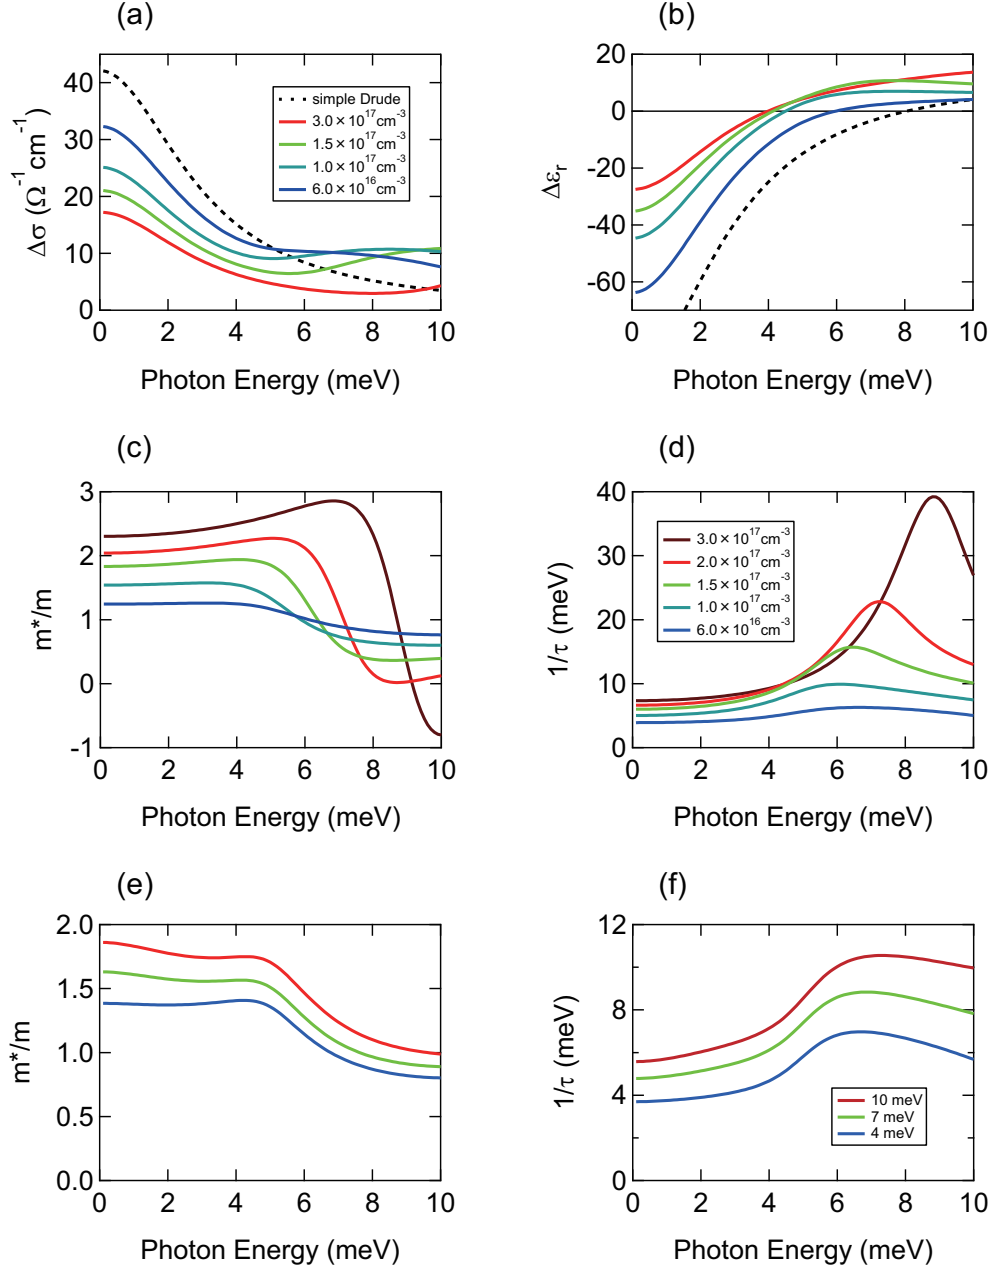 (a)
40
30
20
10
0
Δσ (Ω⁻¹ cm⁻¹)
simple Drude
3.0 × 10¹⁷cm⁻³
1.5 × 10¹⁷cm⁻³
1.0 × 10¹⁷cm⁻³
6.0 × 10¹⁶cm⁻³
0 2 4 6 8 10
Photon Energy (meV)
(b)
20
0
-20
-40
-60
Δεᵣ
0 2 4 6 8 10
Photon Energy (meV)
(c)
3
2
1
0
-1
m*/m
0 2 4 6 8 10
Photon Energy (meV)
(d)
40
30
20
10
0
1/τ (meV)
3.0 × 10¹⁷cm⁻³
2.0 × 10¹⁷cm⁻³
1.5 × 10¹⁷cm⁻³
1.0 × 10¹⁷cm⁻³
6.0 × 10¹⁶cm⁻³
0 2 4 6 8 10
Photon Energy (meV)
(e)
2.0
1.5
1.0
0.5
0.0
m*/m
0 2 4 6 8 10
Photon Energy (meV)
(f)
12
8
4
0
1/τ (meV)
10 meV
7 meV
4 meV
0 2 4 6 8 10
Photon Energy (meV)